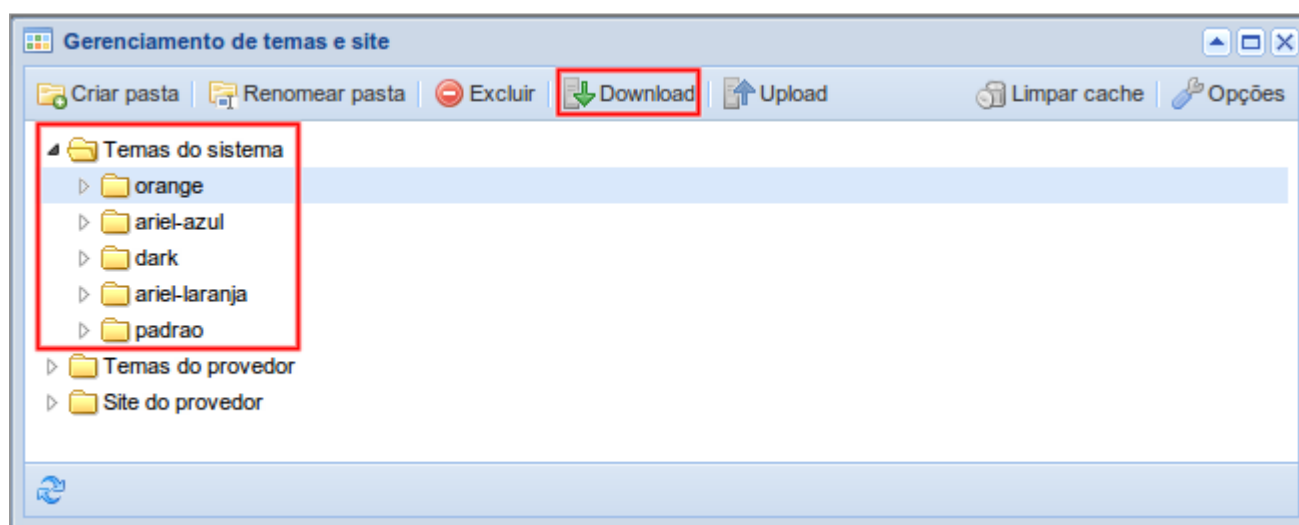 Gerenciamento de temas e site
Criar pasta Renomear pasta Excluir Download Upload Limpar cache Opções
Temas do sistema
orange
ariel-azul
dark
ariel-laranja
padrao
Temas do provedor
Site do provedor